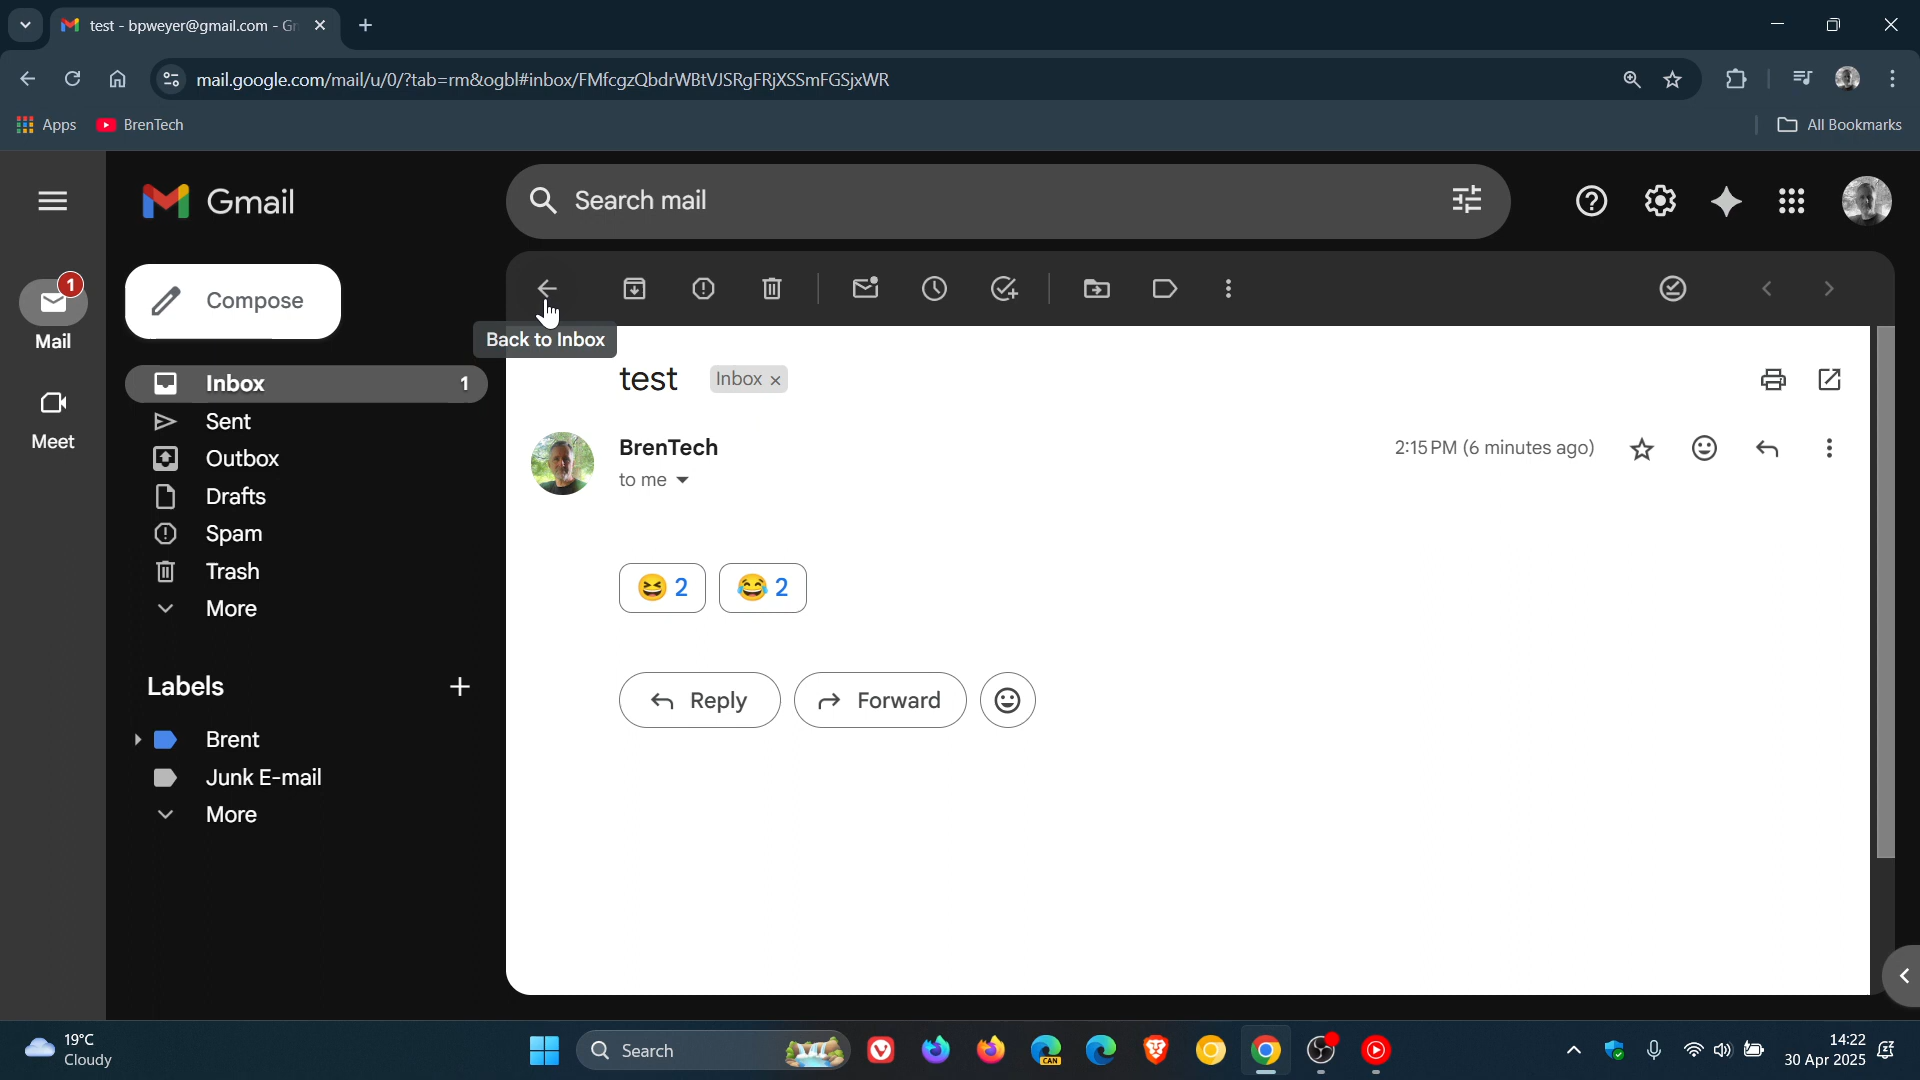 test - bpweyer@gmail.com - Gm
mail.google.com/mail/u/0/?tab=rm&ogbl#inbox/FMfcgzQbdrWBtVJSRgFRjXSSmFGSjxWR
Apps
BrenTech
All Bookmarks
Gmail
Search mail
1
Mail
Meet
Compose
Back to Inbox
Inbox 1
Sent
Outbox
Drafts
Spam
Trash
More
Labels
Brent
Junk E-mail
More
test Inbox ×
BrenTech
2:15 PM (6 minutes ago)
to me
😆 2 😂 2
Reply
Forward
19°C
Cloudy
Search
CAN
14:22
30 Apr 2025